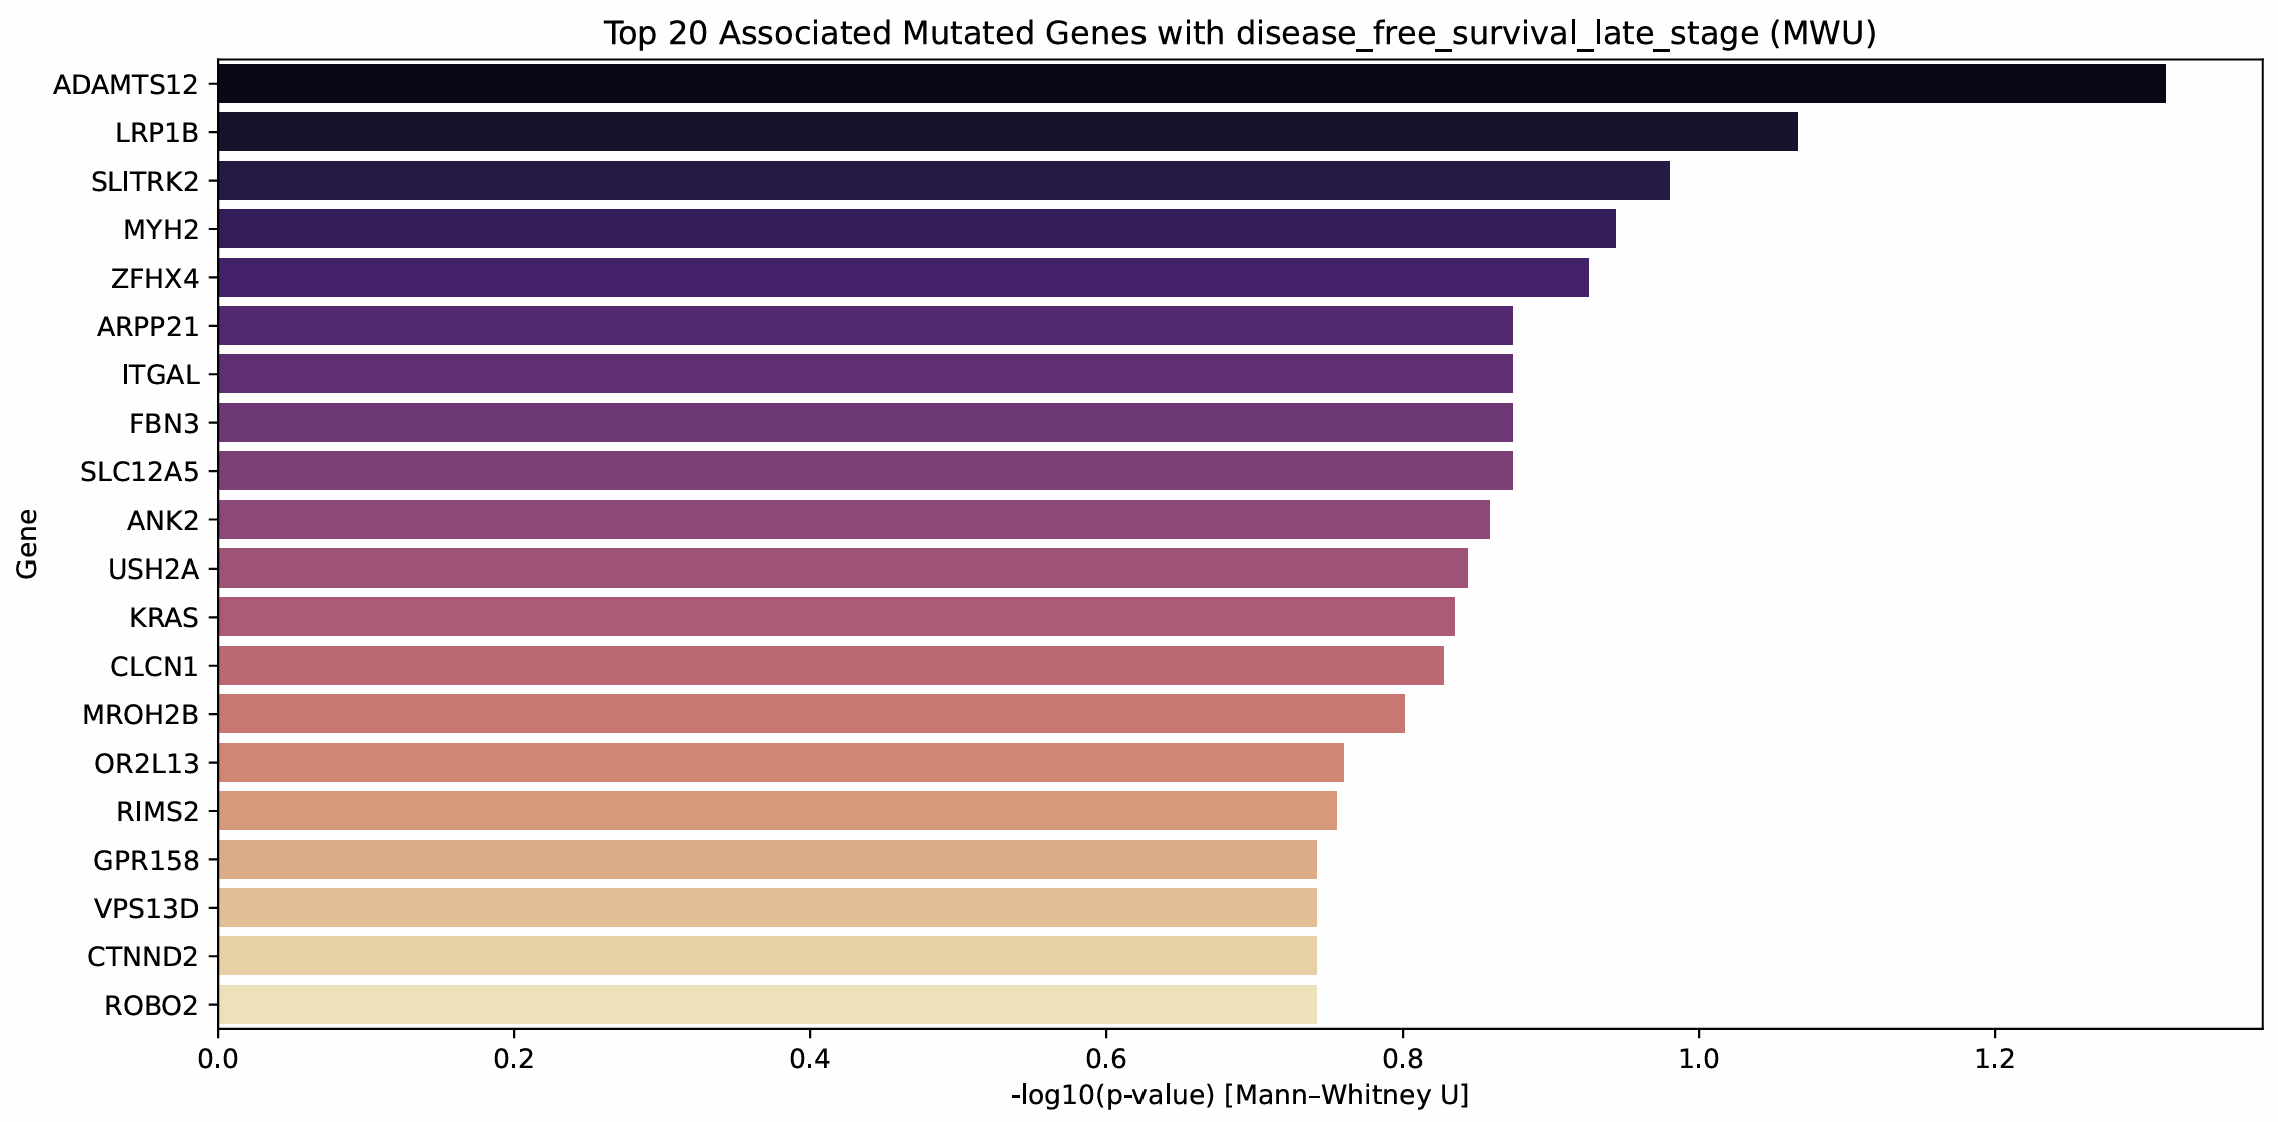 Top 20 Associated Mutated Genes with disease_free_survival_late_stage (MWU)
ADAMTS12
LRP1B
SLITRK2
MYH2
ZFHX4
ARPP21
ITGAL
FBN3
SLC12A5
ANK2
USH2A
KRAS
CLCN1
MROH2B
OR2L13
RIMS2
GPR158
VPS13D
CTNND2
ROBO2
Gene
0.0 0.2 0.4 0.6 0.8 1.0 1.2
-log10(p-value) [Mann–Whitney U]